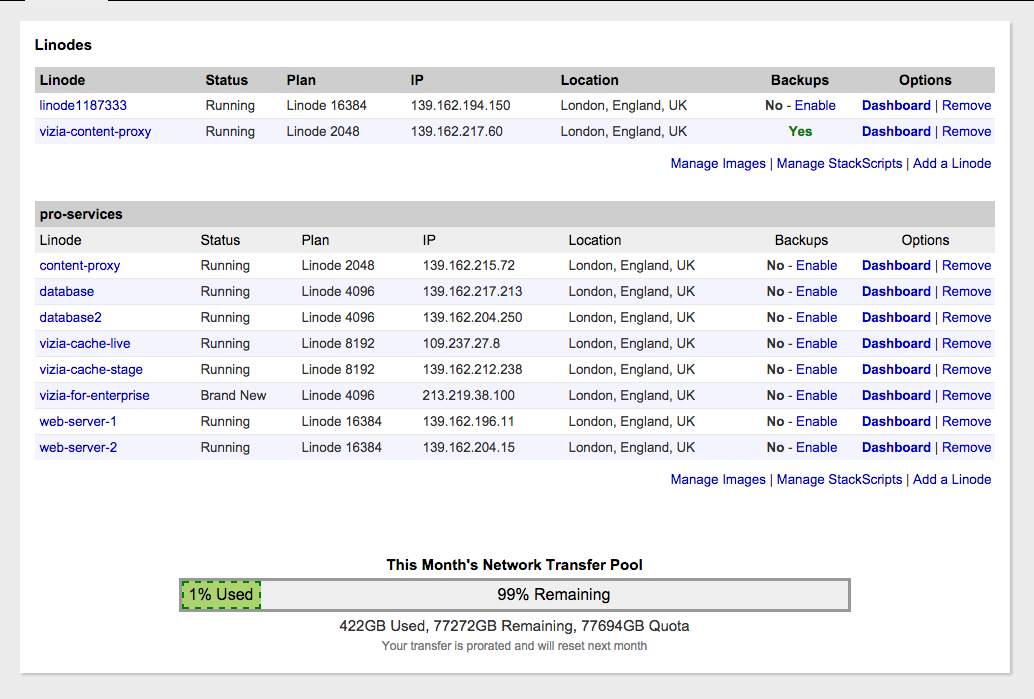 Linodes
Linode Status Plan IP Location Backups Options
linode1187333 Running Linode 16384 139.162.194.150 London, England, UK No - Enable Dashboard | Remove
vizia-content-proxy Running Linode 2048 139.162.217.60 London, England, UK Yes Dashboard | Remove
Manage Images | Manage StackScripts | Add a Linode
pro-services
Linode Status Plan IP Location Backups Options
content-proxy Running Linode 2048 139.162.215.72 London, England, UK No - Enable Dashboard | Remove
database Running Linode 4096 139.162.217.213 London, England, UK No - Enable Dashboard | Remove
database2 Running Linode 4096 139.162.204.250 London, England, UK No - Enable Dashboard | Remove
vizia-cache-live Running Linode 8192 109.237.27.8 London, England, UK No - Enable Dashboard | Remove
vizia-cache-stage Running Linode 8192 139.162.212.238 London, England, UK No - Enable Dashboard | Remove
vizia-for-enterprise Brand New Linode 4096 213.219.38.100 London, England, UK No - Enable Dashboard | Remove
web-server-1 Running Linode 16384 139.162.196.11 London, England, UK No - Enable Dashboard | Remove
web-server-2 Running Linode 16384 139.162.204.15 London, England, UK No - Enable Dashboard | Remove
Manage Images | Manage StackScripts | Add a Linode
This Month's Network Transfer Pool
1% Used 99% Remaining
422GB Used, 77272GB Remaining, 77694GB Quota
Your transfer is prorated and will reset next month